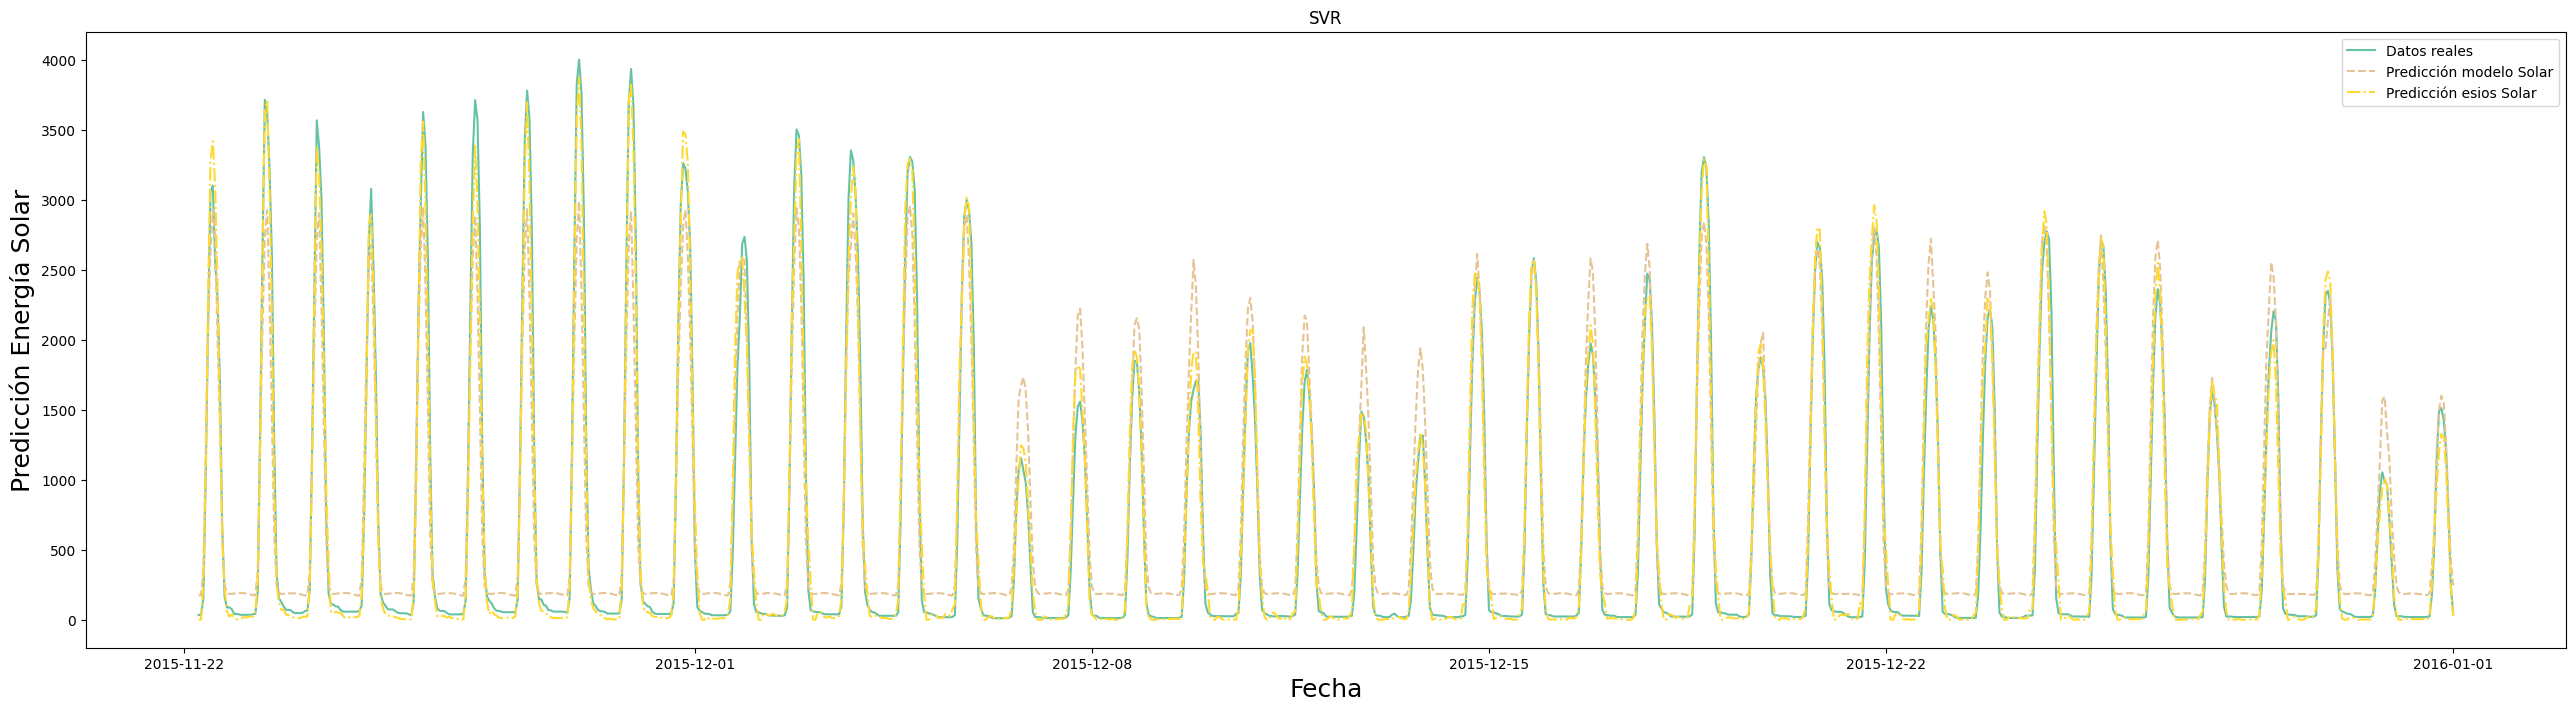 SVR
Datos reales
Predicción modelo Solar
Predicción esios Solar
4000
3500
3000
2500
2000
1500
1000
500
0
Predicción Energía Solar
2015-11-22
2015-12-01
2015-12-08
2015-12-15
2015-12-22
2016-01-01
Fecha